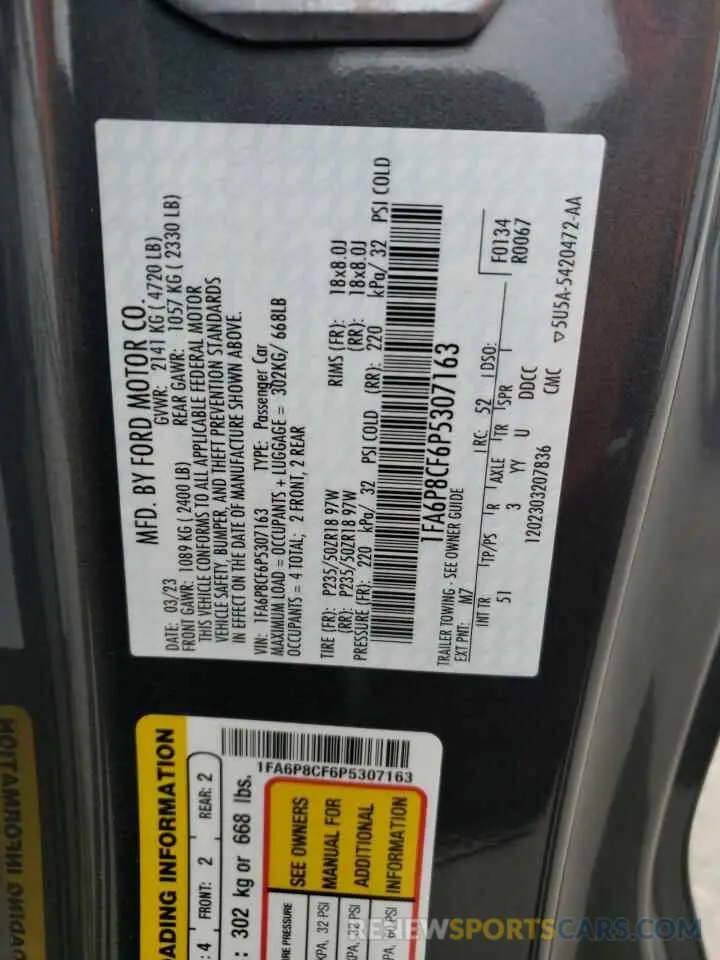 MFD. BY FORD MOTOR CO.
DATE: 03/23 GVWR: 2141 KG ( 4720 LB)
FRONT GAWR: 1089 KG ( 2400 LB) REAR GAWR: 1057 KG ( 2330 LB)
THIS VEHICLE CONFORMS TO ALL APPLICABLE FEDERAL MOTOR
VEHICLE SAFETY, BUMPER, AND THEFT PREVENTION STANDARDS
IN EFFECT ON THE DATE OF MANUFACTURE SHOWN ABOVE.
VIN: 1FA6P8CF6P5307163 TYPE: Passenger Car
MAXIMUM LOAD = OCCUPANTS + LUGGAGE = 302KG/ 668LB
OCCUPANTS = 4 TOTAL; 2 FRONT, 2 REAR
TIRE (FR): P235/50ZR18 97W RIMS (FR): 18x8.0J
(RR): P235/50ZR18 97W (RR): 18x8.0J
PRESSURE (FR): 220 kPa/ 32 PSI COLD (RR): 220 kPa/ 32 PSI COLD
1FA6P8CF6P5307163
TRAILER TOWING - SEE OWNER GUIDE
EXT PNT: M7 RC: 52 DSO:
INT TR TP/PS R AXLE TR SPR
51 3 YY U DDCC
F0134
R0067
1202303207836 CMC
▽5U5A-5420472-AA
1FA6P8CF6P5307163
ADING INFORMATION
: 4 FRONT: 2 REAR: 2
: 302 kg or 668 lbs.
RE PRESSURE
KPA, 32 PSI
KPA, 32 PSI
PA, 60 PSI
SEE OWNERS
MANUAL FOR
ADDITIONAL
INFORMATION
OADING INFORMATION
REVIEWSPORTSCARS.COM